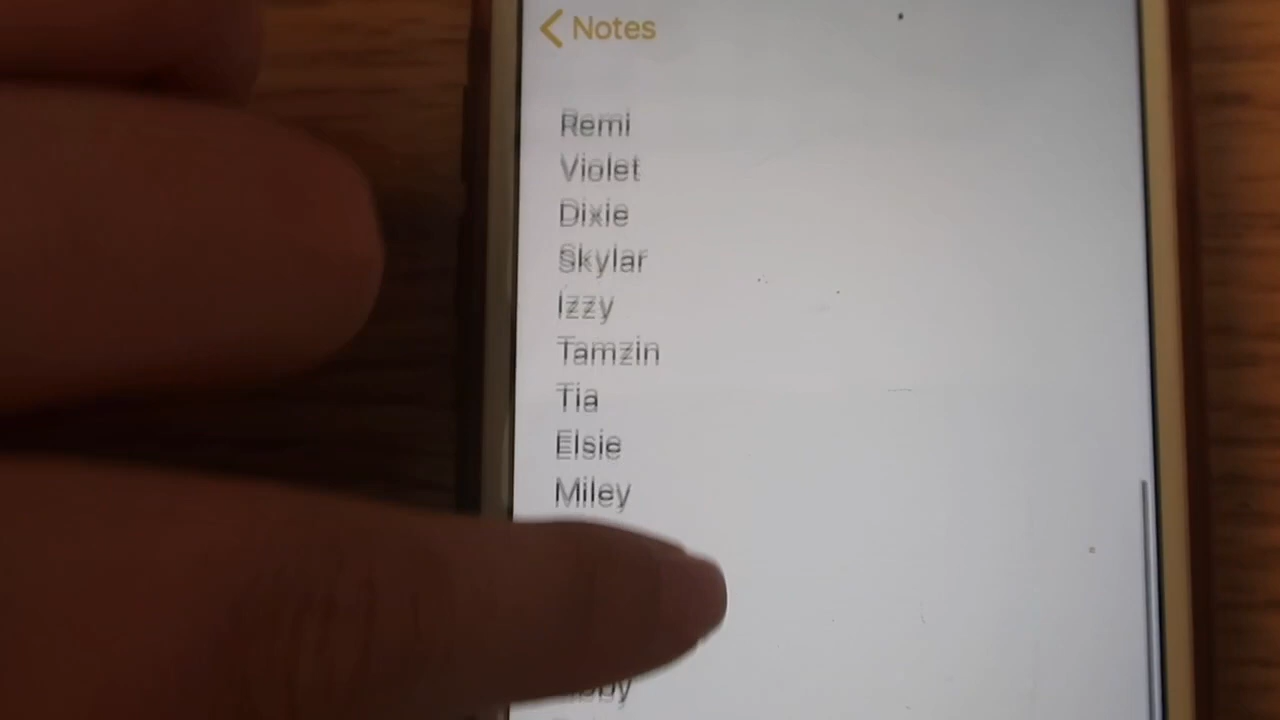 Notes
Remi
Violet
Dixie
Skylar
Izzy
Tamzin
Tia
Elsie
Miley